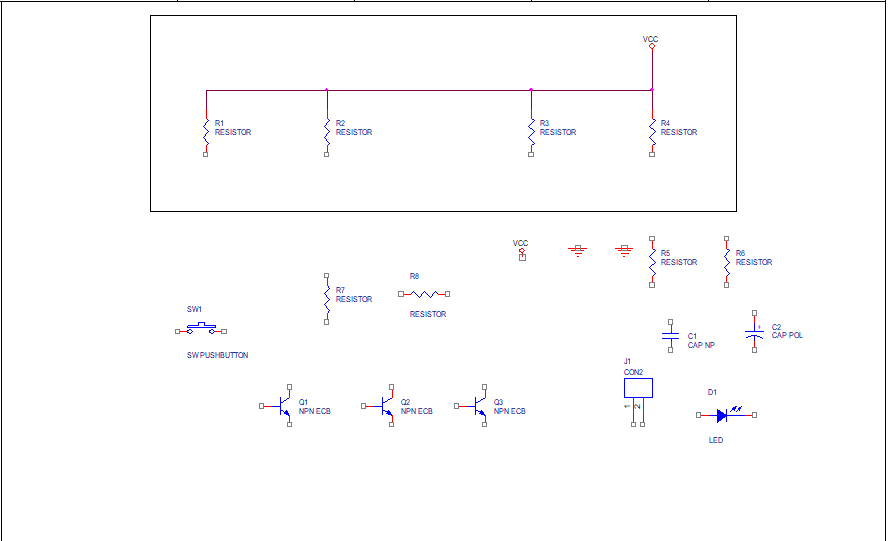 VCC
R1
RESISTOR
R2
RESISTOR
R3
RESISTOR
R4
RESISTOR
VCC
R5
RESISTOR
R6
RESISTOR
R7
RESISTOR
R8
RESISTOR
SW1
SW PUSHBUTTON
C1
CAP NP
C2
CAP POL
J1
CON2
1
2
D1
LED
Q1
NPN ECB
Q2
NPN ECB
Q3
NPN ECB